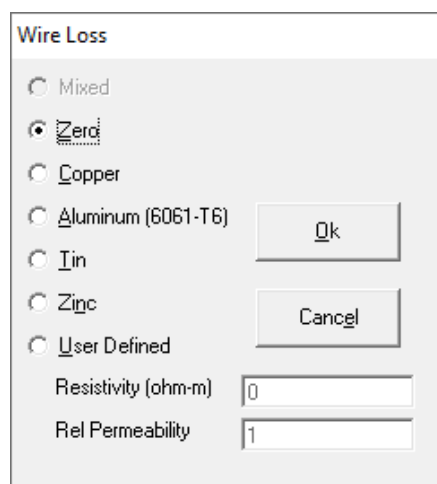 Wire Loss
Mixed
Zero
Copper
Aluminum (6061-T6)
Ok
Tin
Zinc
Cancel
User Defined
Resistivity (ohm-m) 0
Rel Permeability 1